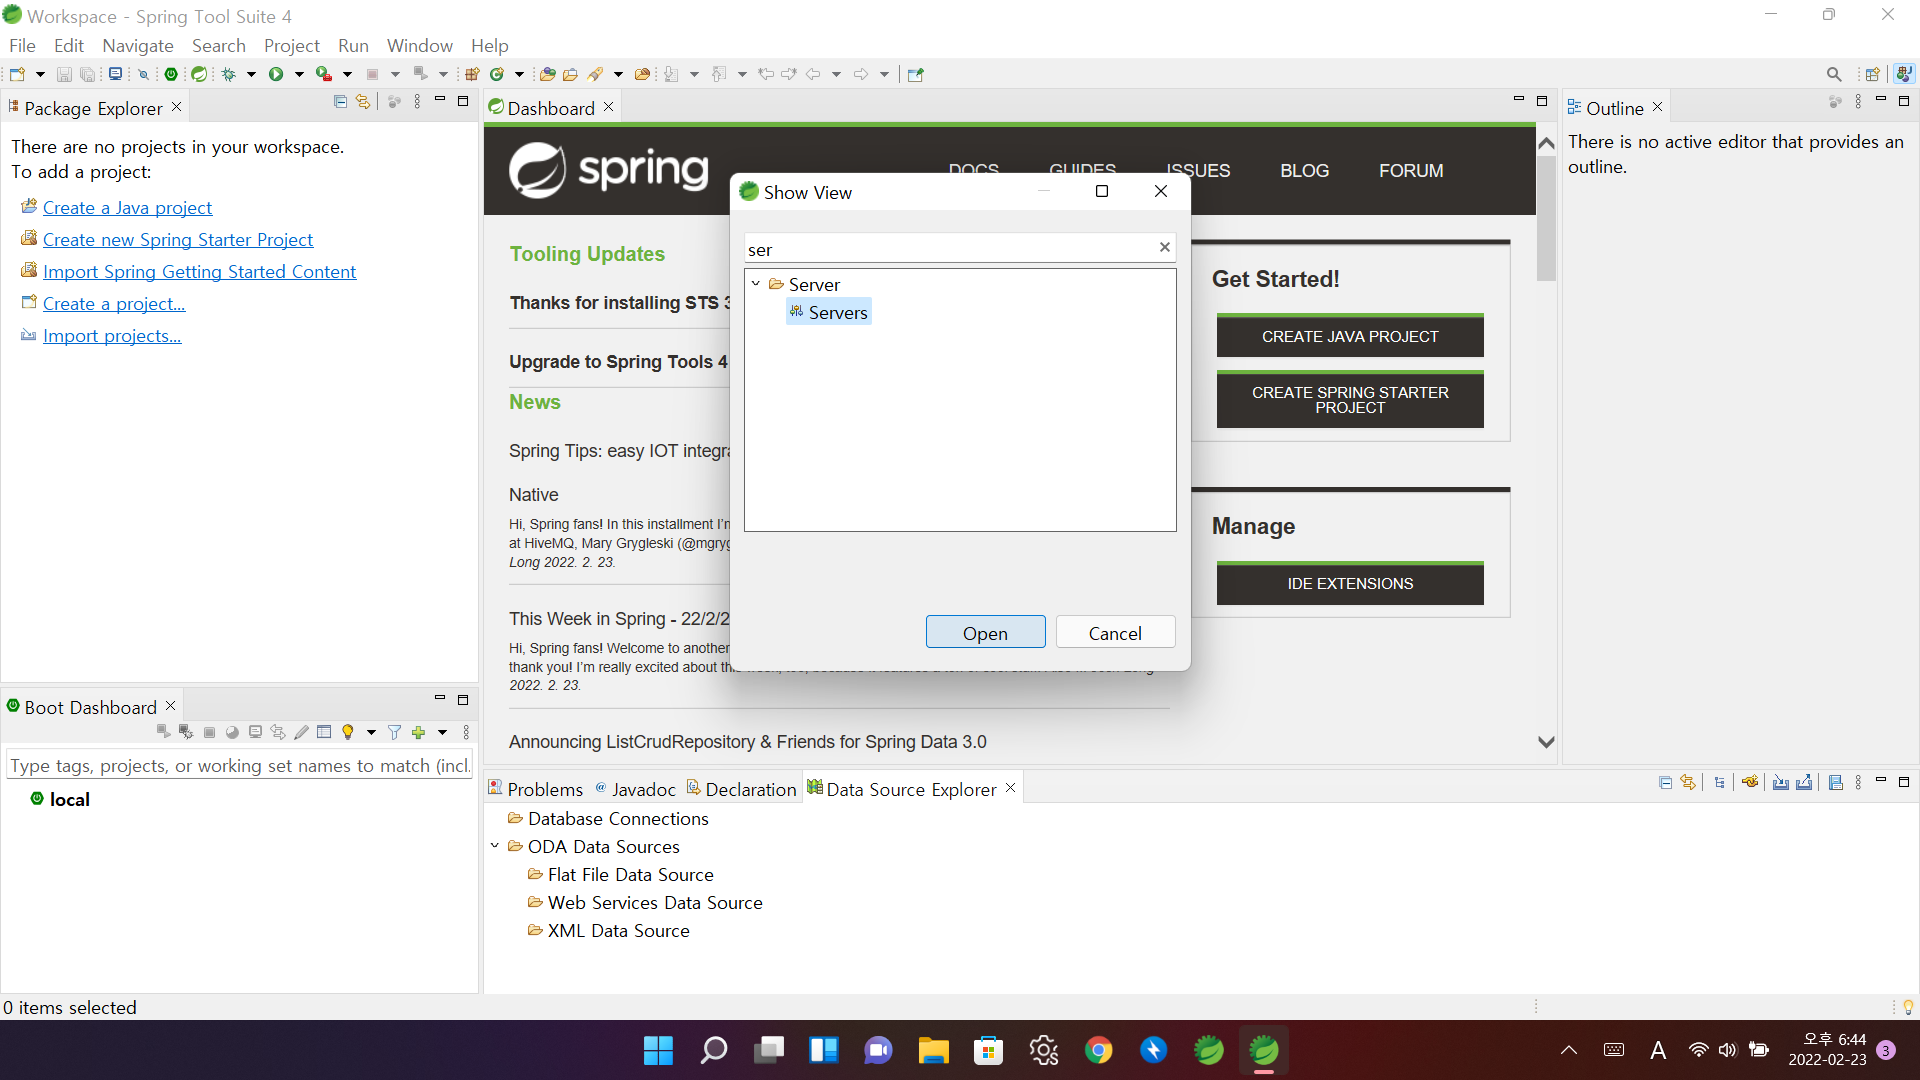 Workspace - Spring Tool Suite 4
File Edit Navigate Search Project Run Window Help
Package Explorer
There are no projects in your workspace.
To add a project:
Create a Java project
Create new Spring Starter Project
Import Spring Getting Started Content
Create a project...
Import projects...
Boot Dashboard
Type tags, projects, or working set names to match (incl.
local
Dashboard
spring
DOCS GUIDES ISSUES BLOG FORUM
Tooling Updates
Thanks for installing STS 3
Upgrade to Spring Tools 4
News
Spring Tips: easy IOT integra
Native
Hi, Spring fans! In this installment I'm
at HiveMQ, Mary Grygleski (@mgryg
Long 2022. 2. 23.
This Week in Spring - 22/2/2
Hi, Spring fans! Welcome to another
thank you! I'm really excited about th
2022. 2. 23.
Announcing ListCrudRepository & Friends for Spring Data 3.0
Get Started!
CREATE JAVA PROJECT
CREATE SPRING STARTER
PROJECT
Manage
IDE EXTENSIONS
Show View
ser
Server
Servers
Open Cancel
Outline
There is no active editor that provides an
outline.
Problems @ Javadoc Declaration Data Source Explorer
Database Connections
ODA Data Sources
Flat File Data Source
Web Services Data Source
XML Data Source
0 items selected
A
오후 6:44
2022-02-23
3